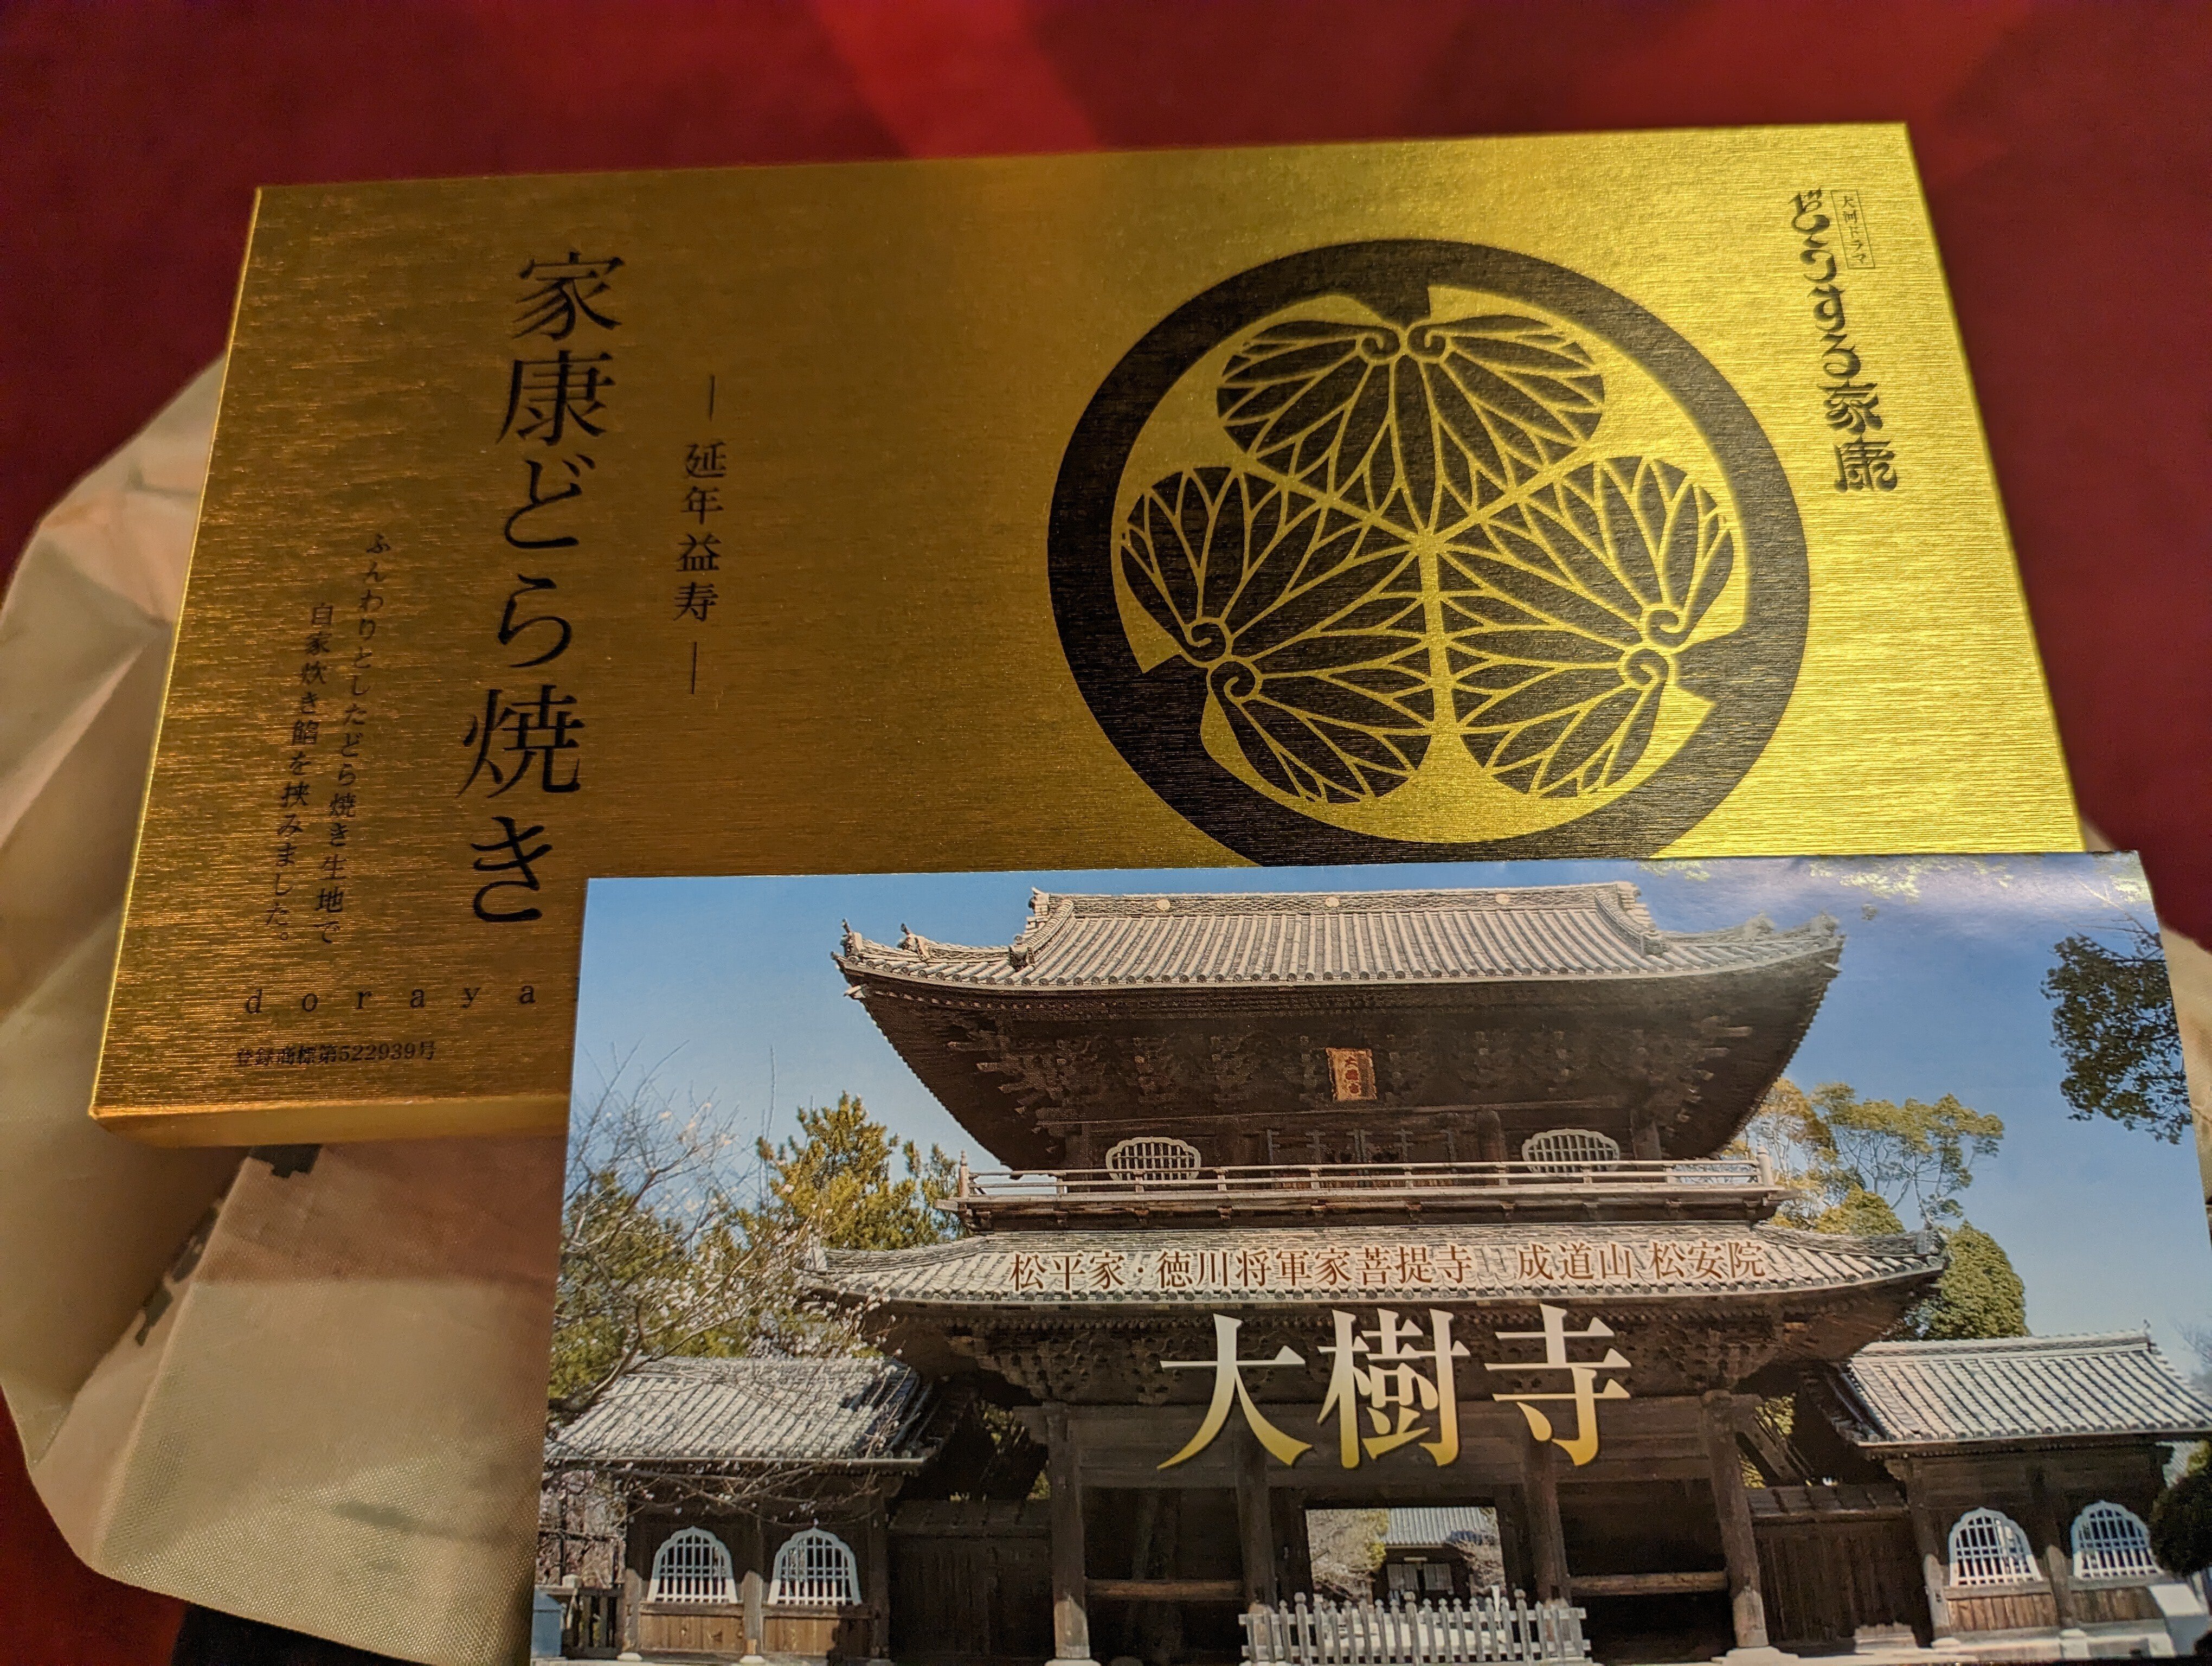 大河ドラマ
どうする家康
延年益寿
家康どら焼き
ふんわりとしたどら焼き生地で
自家炊き餡を挟みました。
doraya
登録商標第522939号
大樹寺
松平家・徳川将軍家菩提寺 成道山 松安院
大樹寺